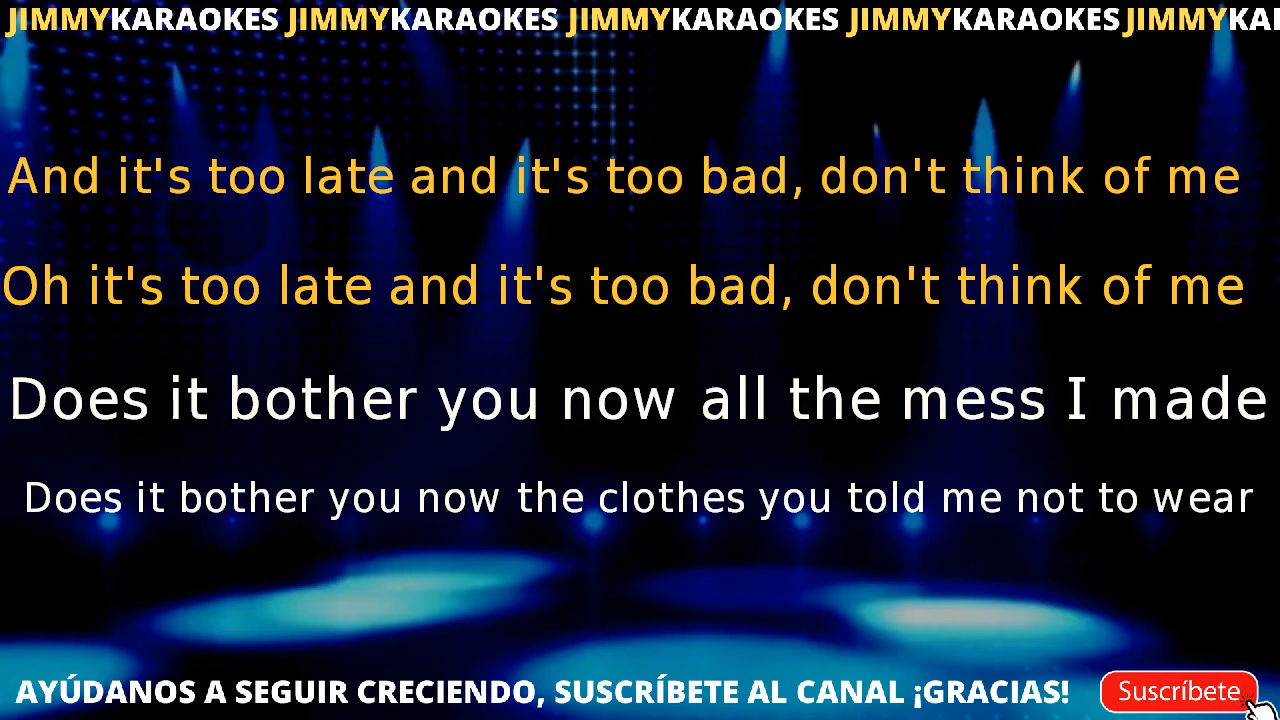 JIMMYKARAOKES JIMMYKARAOKES JIMMYKARAOKES JIMMYKARAOKES JIMMYKAI
And it's too late and it's too bad, don't think of me
Oh it's too late and it's too bad, don't think of me
Does it bother you now all the mess I made
Does it bother you now the clothes you told me not to wear
AYÚDANOS A SEGUIR CRECIENDO, SUSCRÍBETE AL CANAL ¡GRACIAS!
Suscríbete